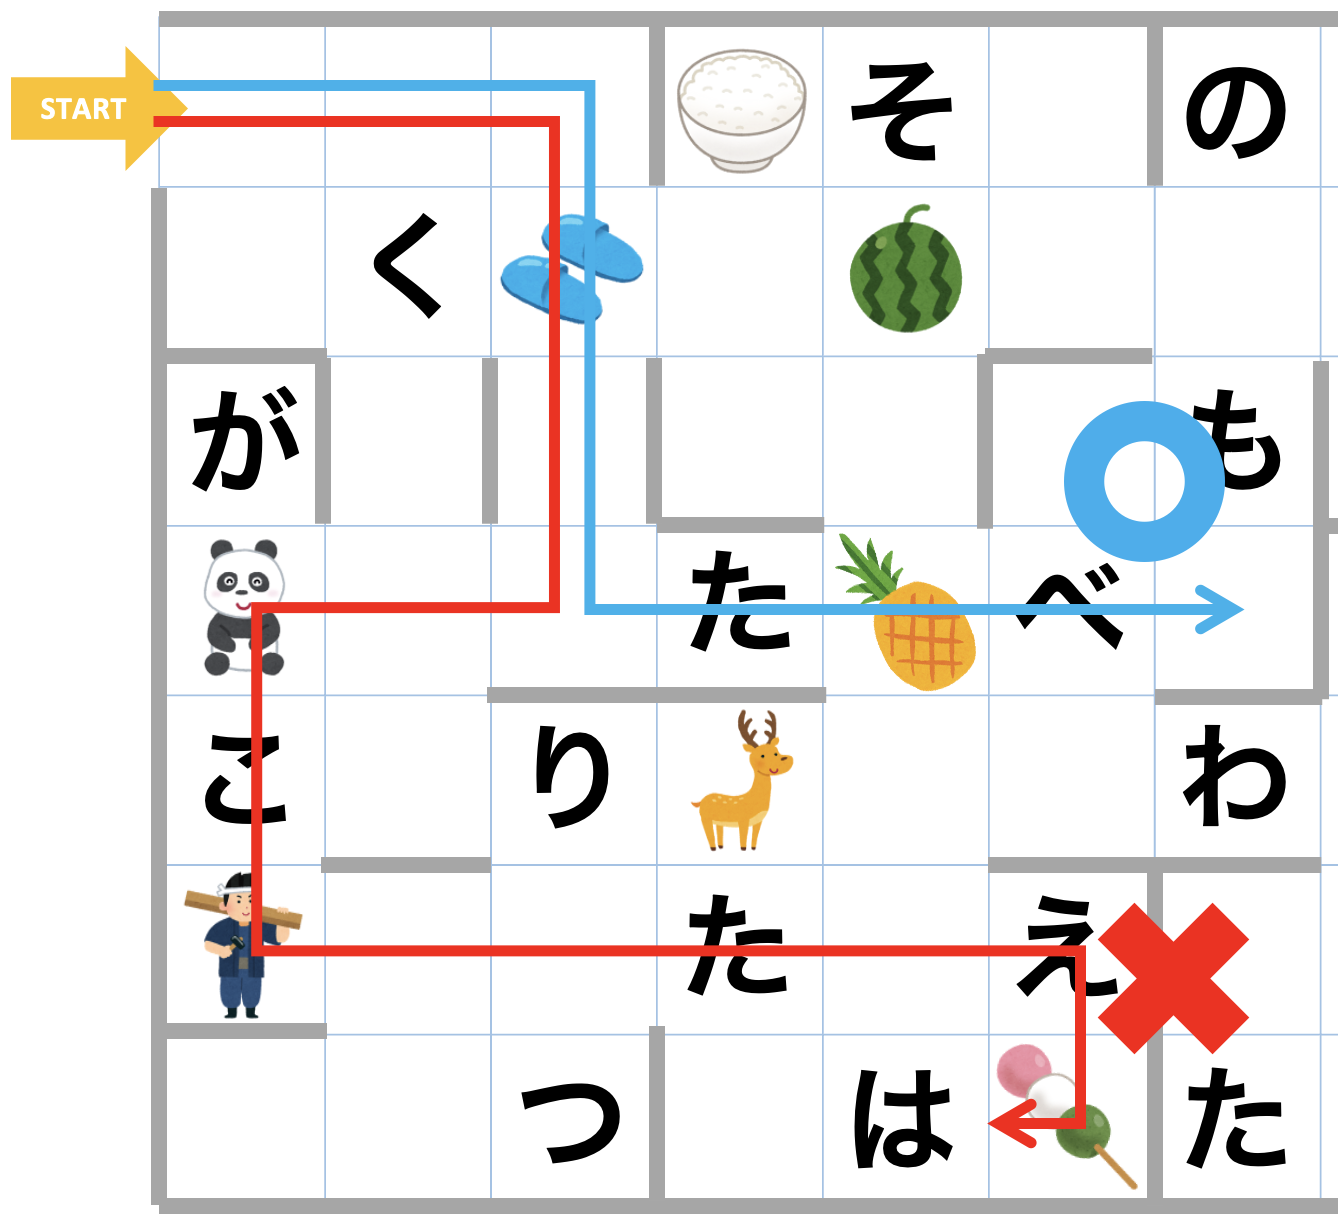 START
そ の
く
が も
た べ
こ り わ
た え
つ は た